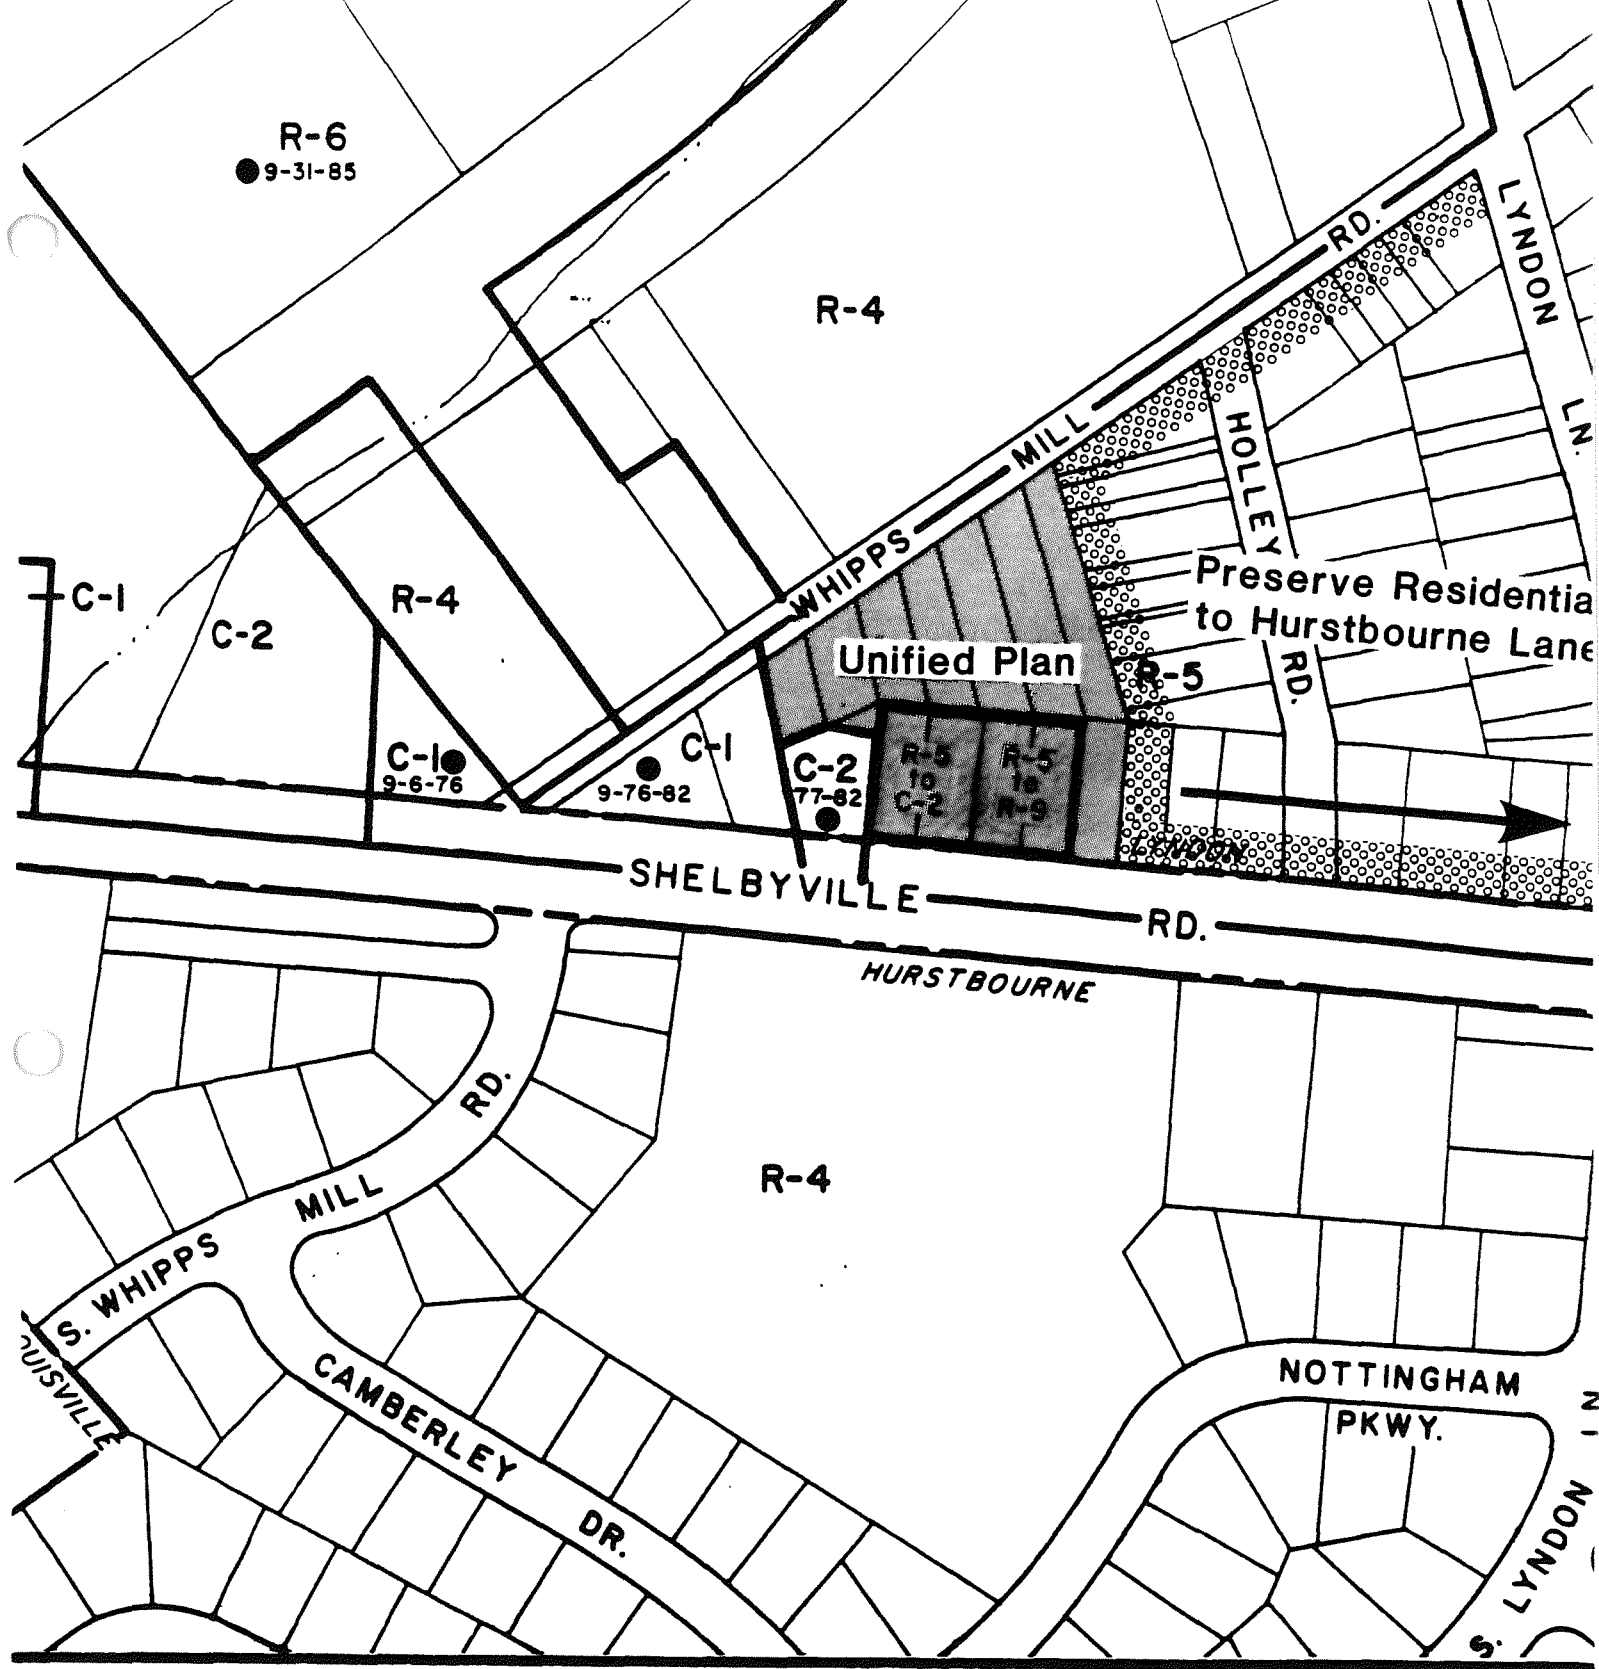 R-6
9-31-85
R-4
LYNDON
LN.
WHIPPS MILL RD.
HOLLEY
RD.
C-1
C-2
R-4
Preserve Residentia
to Hurstbourne Lane
Unified Plan
R-5
C-1
9-6-76
C-1
9-76-82
C-2
77-82
R-5
to
C-2
R-5
to
R-9
LYNDON
SHELBYVILLE RD.
HURSTBOURNE
R-4
S. WHIPPS MILL RD.
OUISVILLE
CAMBERLEY DR.
NOTTINGHAM
PKWY.
S. LYNDON